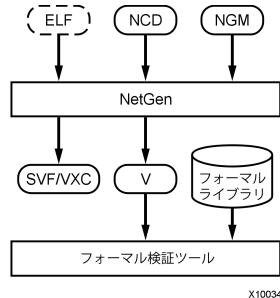 ELF
NCD
NGM
NetGen
SVF/VXC
V
フォーマル
ライブラリ
フォーマル検証ツール
X10034